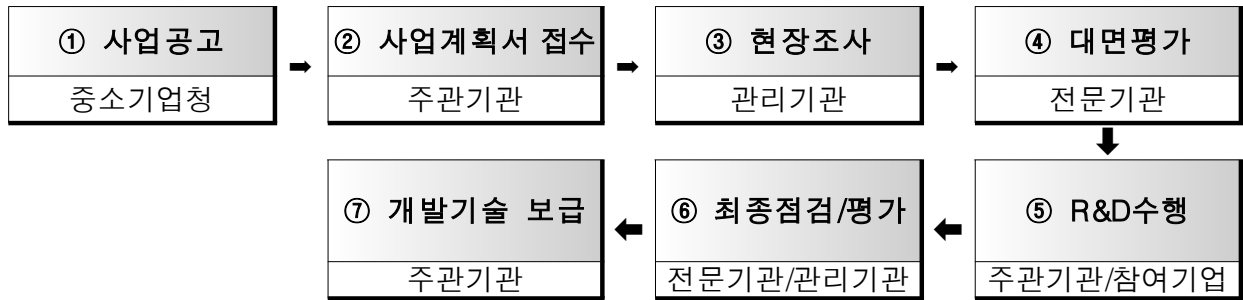 ① 사업공고
중소기업청
② 사업계획서 접수
주관기관
③ 현장조사
관리기관
④ 대면평가
전문기관
⑤ R&D수행
주관기관/참여기업
⑥ 최종점검/평가
전문기관/관리기관
⑦ 개발기술 보급
주관기관